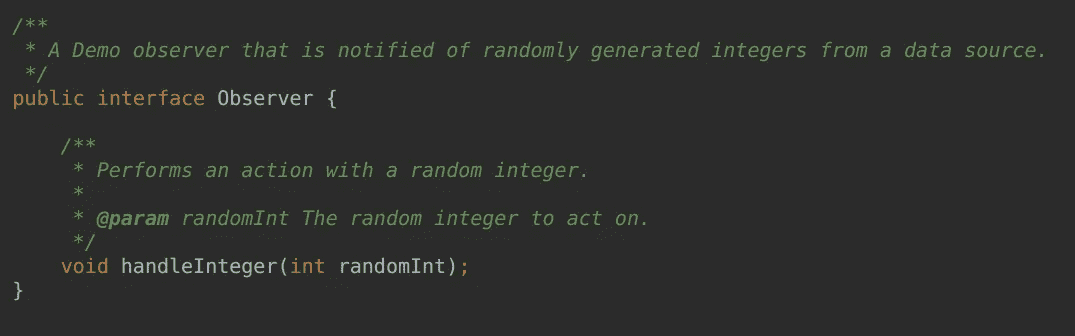 /**
 * A Demo observer that is notified of randomly generated integers from a data source.
 */
public interface Observer {

    /**
     * Performs an action with a random integer.
     *
     * @param randomInt The random integer to act on.
     */
    void handleInteger(int randomInt);
}